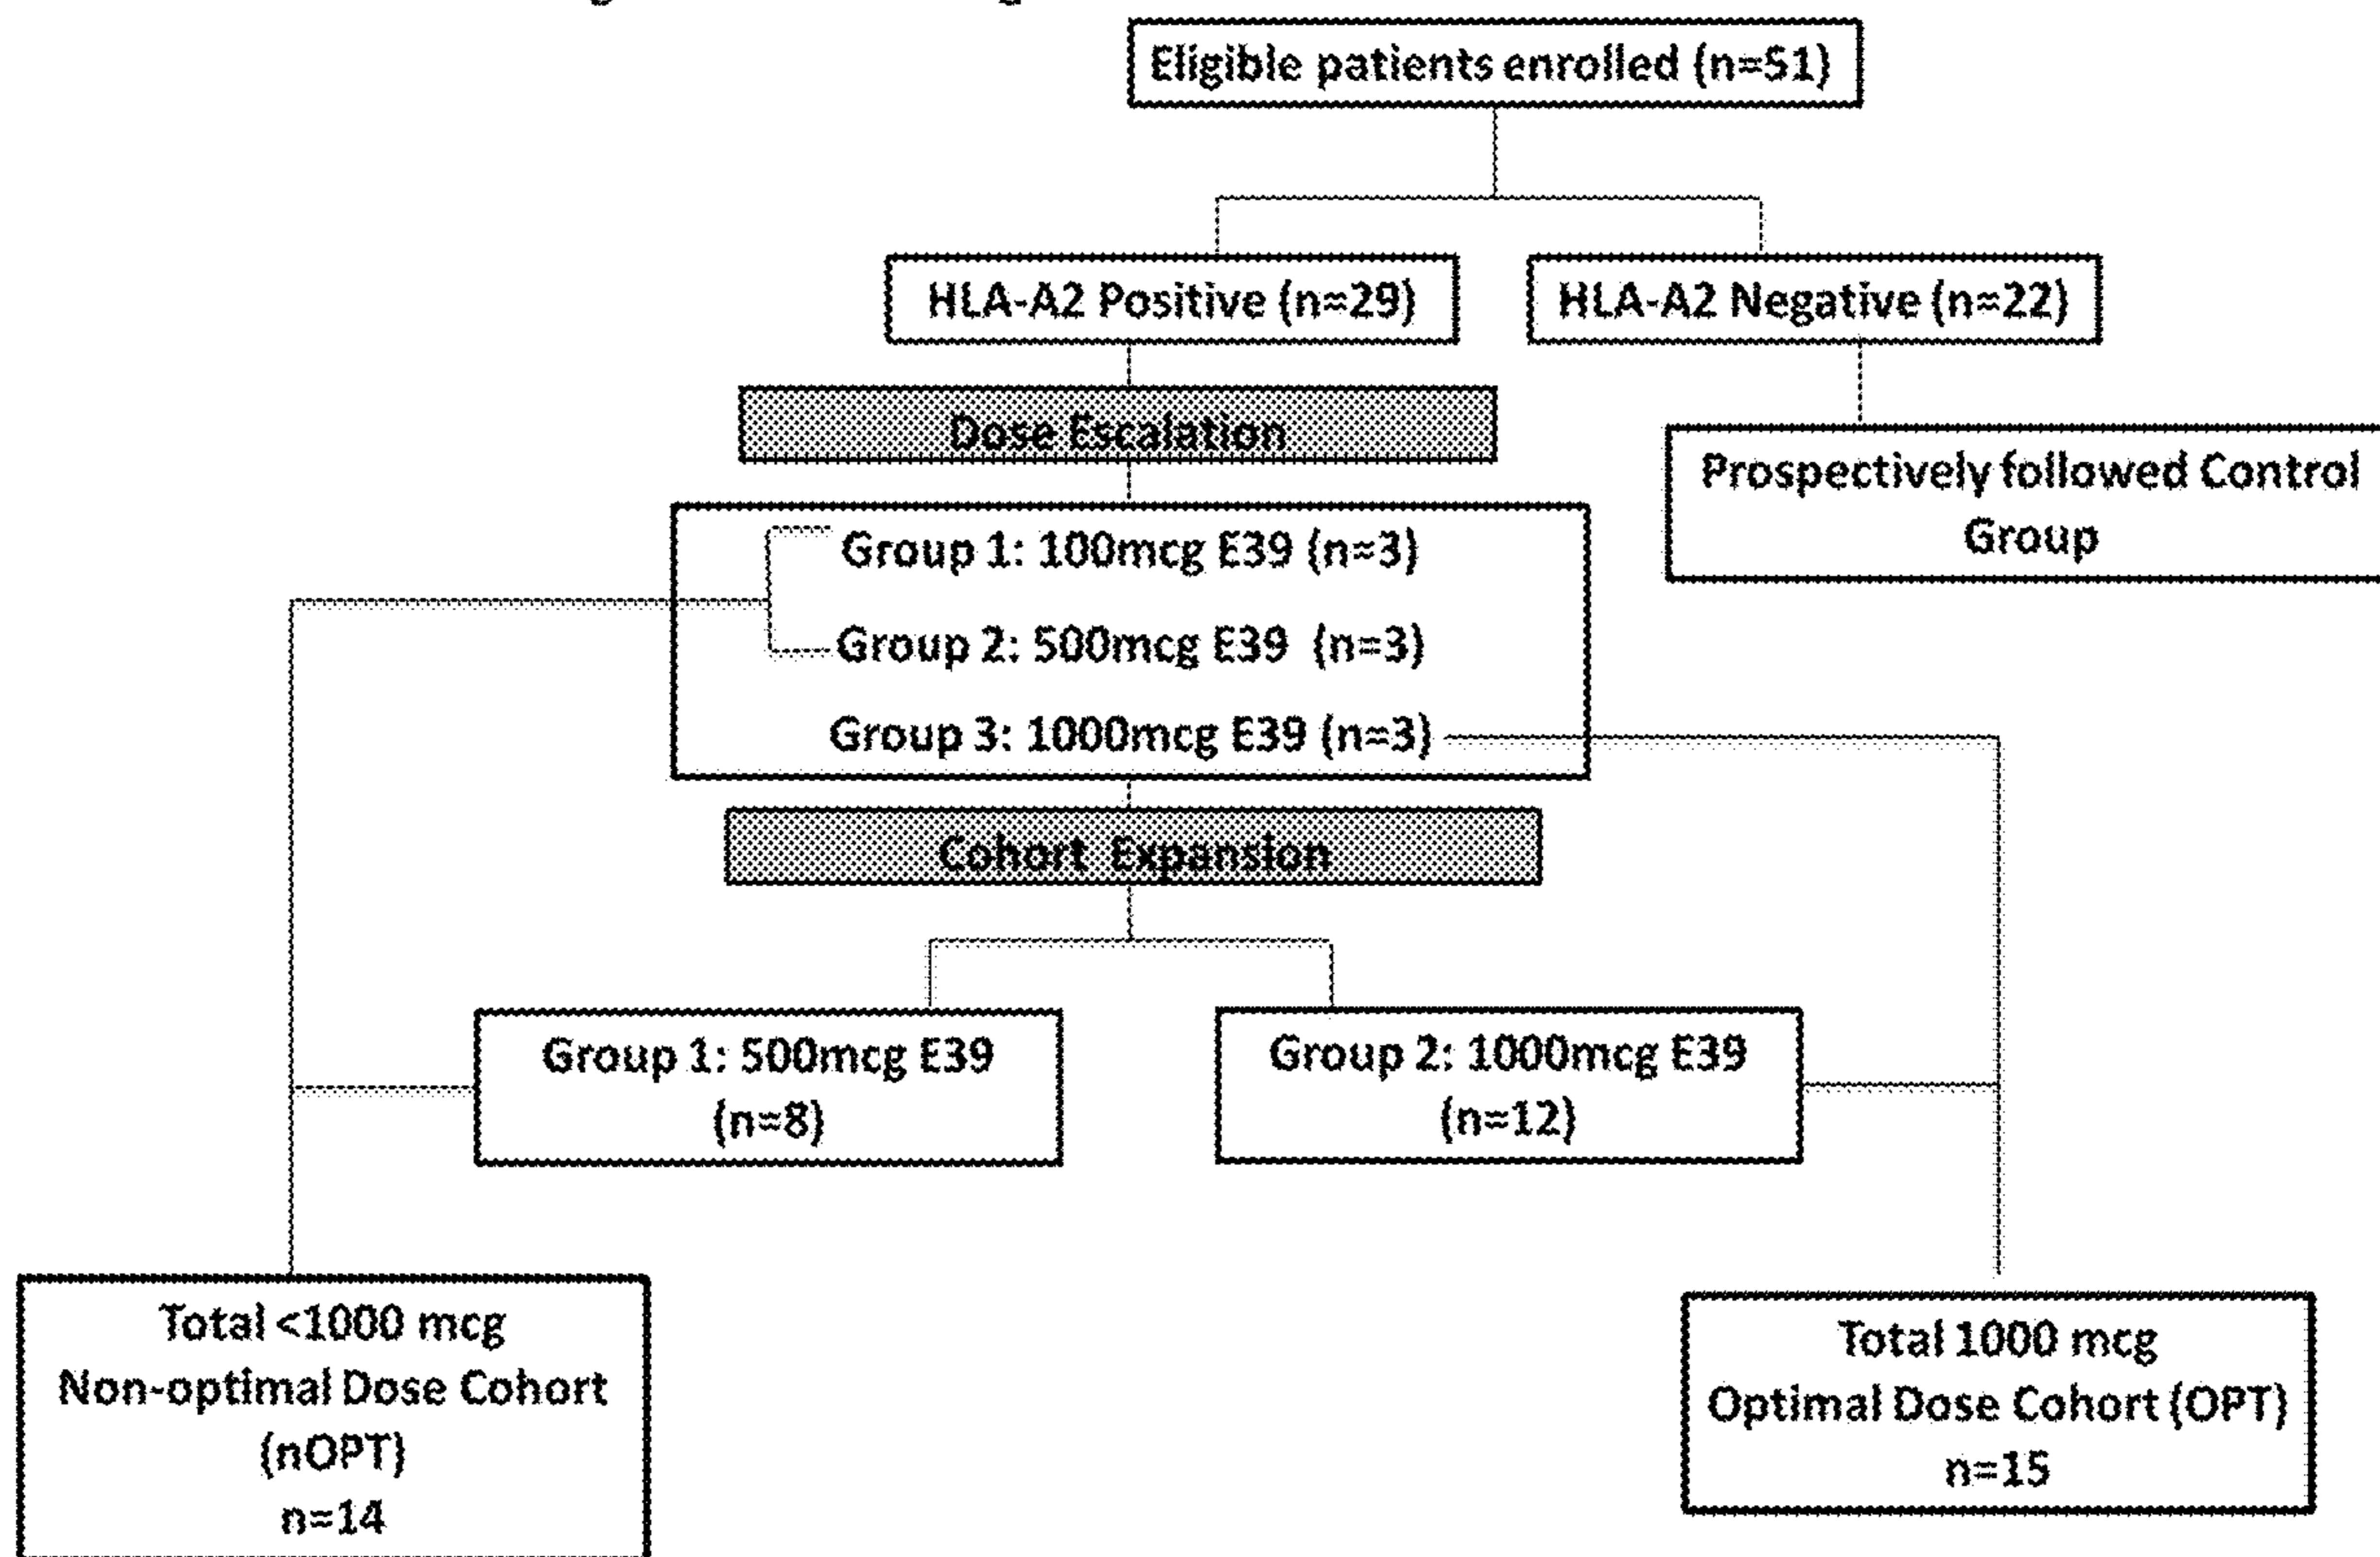 Eligible patients enrolled (n=51)
HLA-A2 Positive (n=29)
HLA-A2 Negative (n=22)
Dose Escalation
Prospectively followed Control
Group
Group 1: 100mcg E39 (n=3)
Group 2: 500mcg E39 (n=3)
Group 3: 1000mcg E39 (n=3)
Cohort Expansion
Group 1: 500mcg E39
(n=8)
Group 2: 1000mcg E39
(n=12)
Total <1000 mcg
Non-optimal Dose Cohort
(nOPT)
n=14
Total 1000 mcg
Optimal Dose Cohort (OPT)
n=15